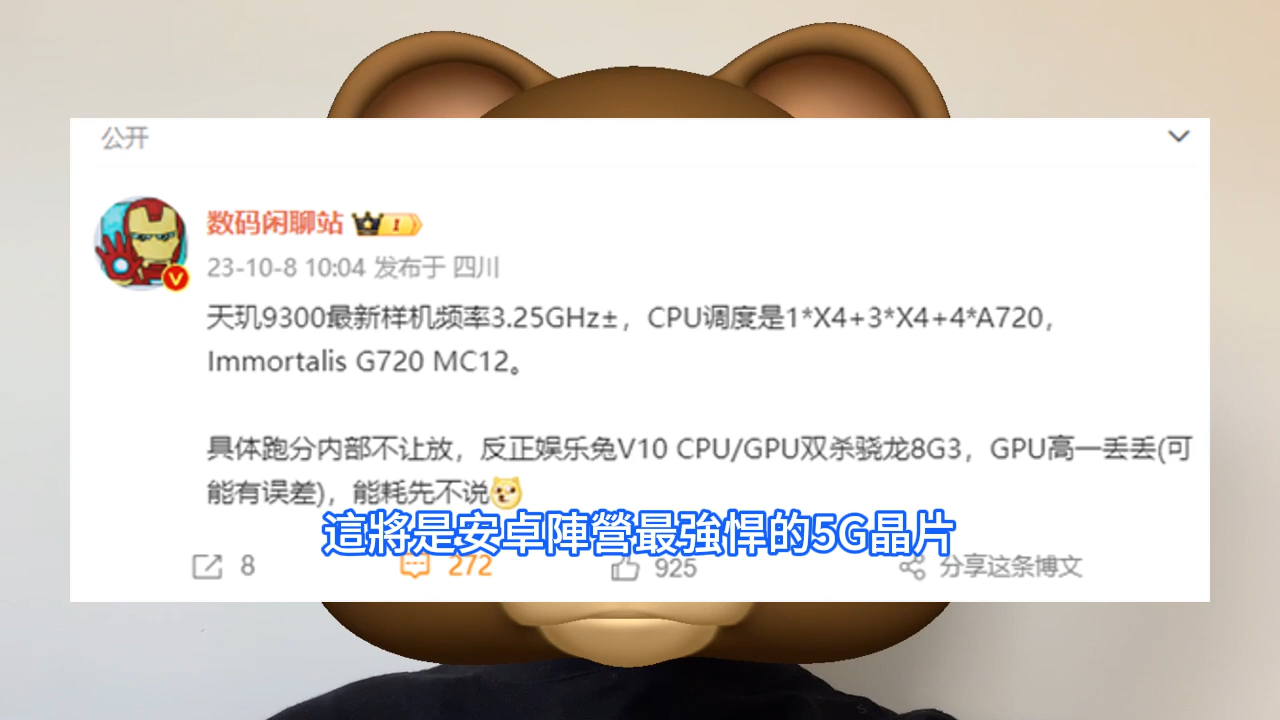 公开
数码闲聊站 1
23-10-8 10:04 发布于 四川
天玑9300最新样机频率3.25GHz±，CPU调度是1*X4+3*X4+4*A720，
Immortalis G720 MC12。
具体跑分内部不让放，反正娱乐兔V10 CPU/GPU双杀骁龙8G3，GPU高一丢丢(可
能有误差)，能耗先不说
這將是安卓陣營最強悍的5G晶片
8 272 925 分享这条博文